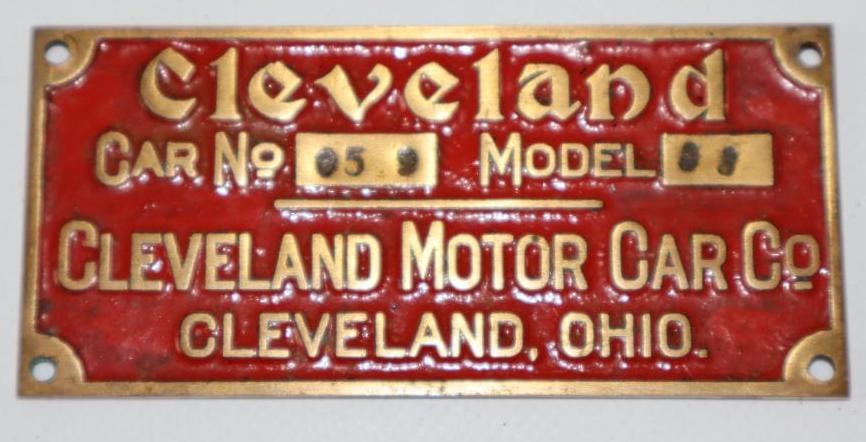 Cleveland
CAR NO MODEL
CLEVELAND MOTOR CAR CO
CLEVELAND, OHIO.